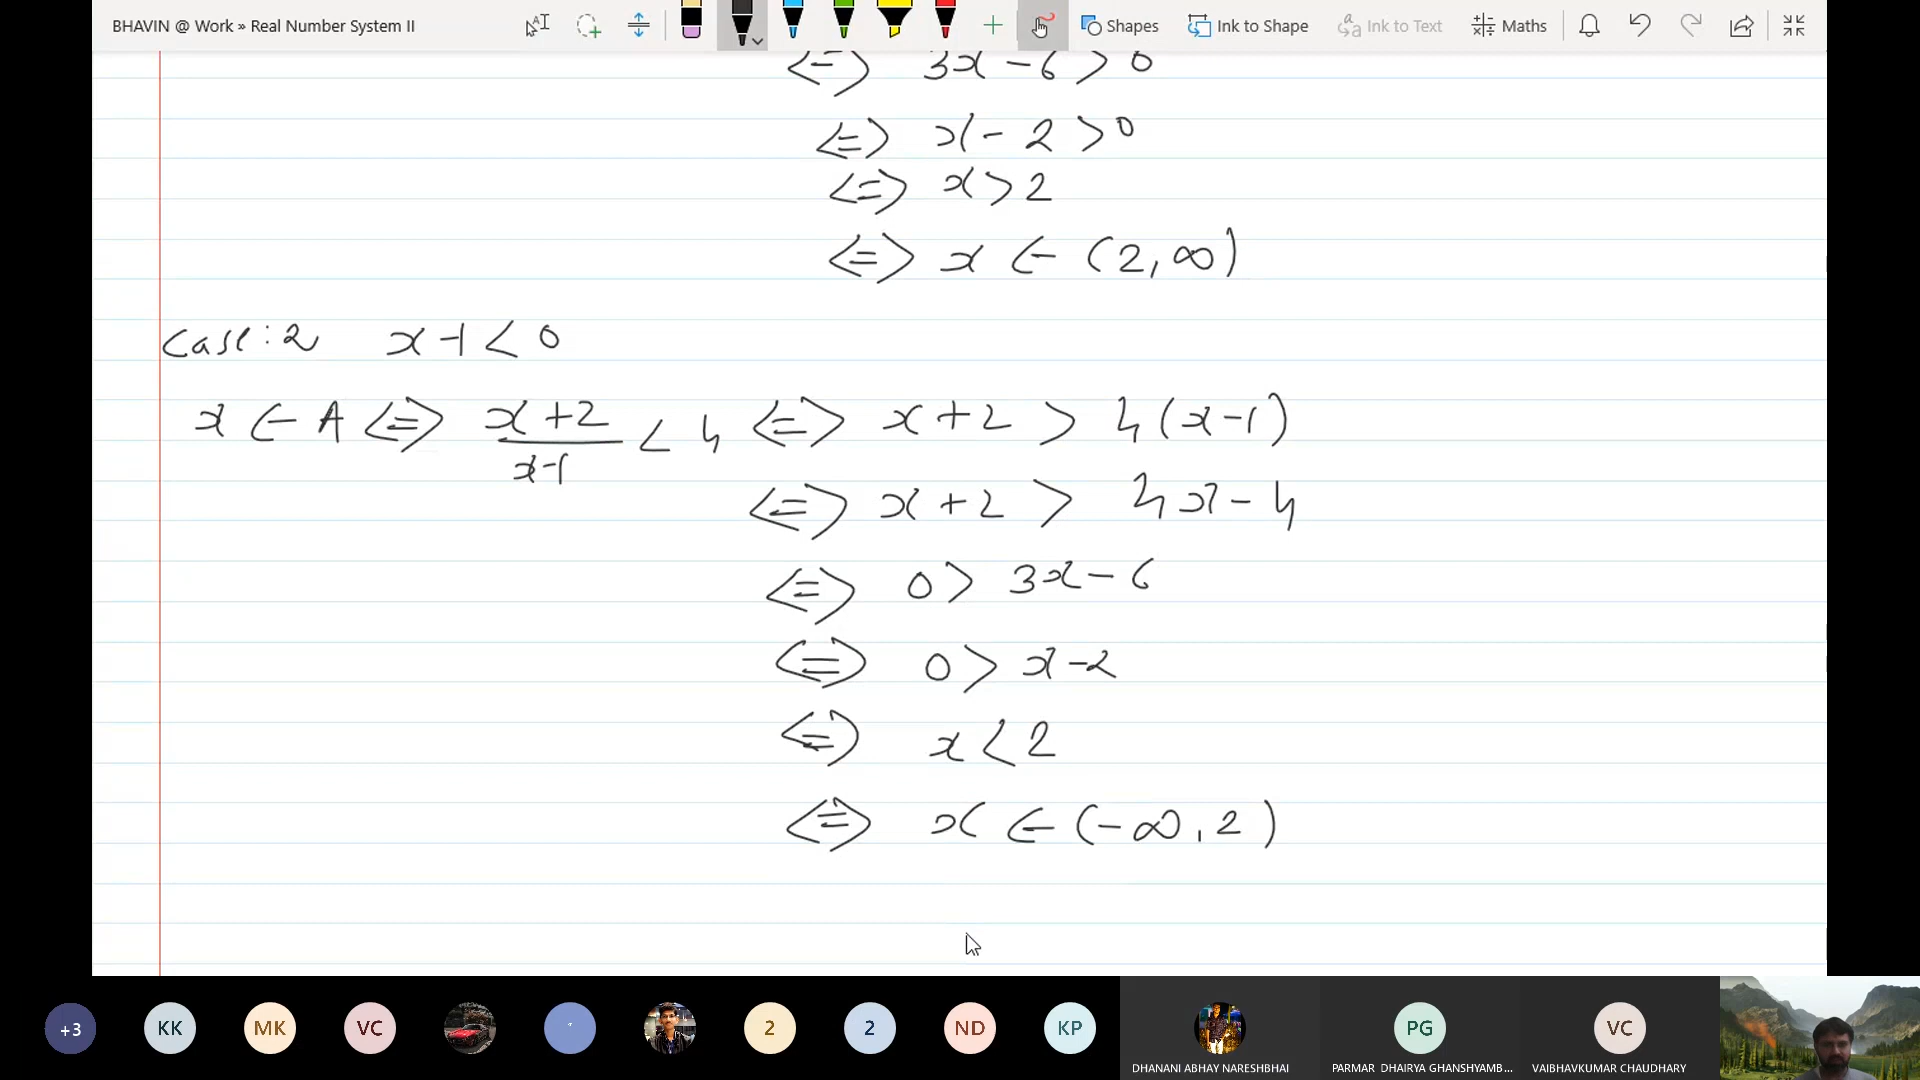 BHAVIN @ Work » Real Number System II
Shapes
Ink to Shape
Ink to Text
Maths
<=> 3x - 6 > 0
<=> x - 2 > 0
<=> x > 2
<=> x ∈ (2, ∞)
Case : 2 x - 1 < 0
x ∈ A <=> x + 2 / x - 1 < 4 <=> x + 2 > 4 (x - 1)
<=> x + 2 > 4x - 4
<=> 0 > 3x - 6
<=> 0 > x - 2
<=> x < 2
<=> x ∈ (-∞, 2)
+3
KK
MK
VC
2
2
ND
KP
DHANANI ABHAY NARESHBHAI
PG
PARMAR DHAIRYA GHANSHYAMB...
VC
VAIBHAVKUMAR CHAUDHARY